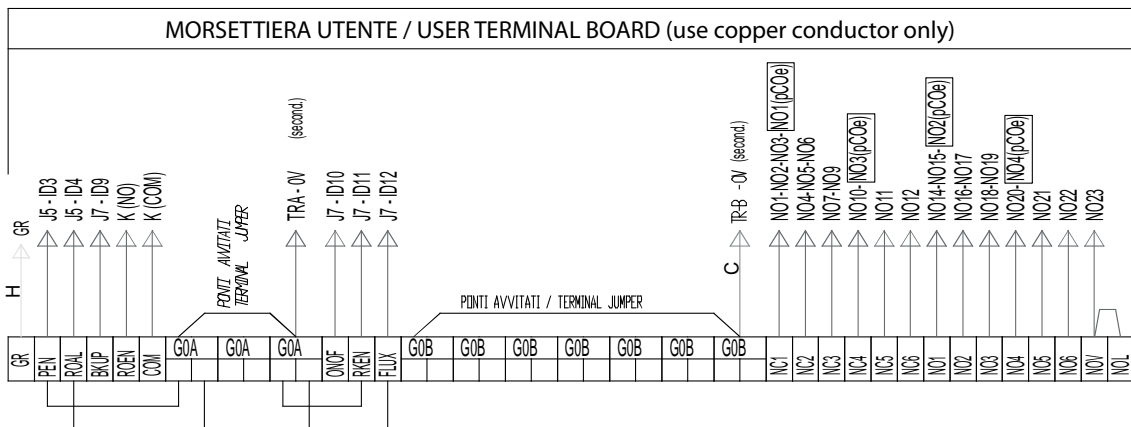 MORSETTIERA UTENTE / USER TERMINAL BOARD (use copper conductor only)
H
GR
J5 - ID3
J5 - ID4
J7 - ID9
K (NO)
K (COM)
PONTI AVVITATI
TERMINAL JUMPER
TRA - 0V (second.)
J7 - ID10
J7 - ID11
J7 - ID12
PONTI AVVITATI / TERMINAL JUMPER
C
TR-B - 0V (second.)
NO1-NO2-NO3-NO1(pCOe)
NO4-NO5-NO6
NO7-NO9
NO10-NO3(pCOe)
NO11
NO12
NO14-NO15-NO2(pCOe)
NO16-NO17
NO18-NO19
NO20-NO4(pCOe)
NO21
NO22
NO23
GR PEN ROAL BKUP ROEN COM G0A G0A G0A ONOF RKEN FLUX G0B G0B G0B G0B G0B G0B G0B NC1 NC2 NC3 NC4 NC5 NC6 NO1 NO2 NO3 NO4 NO5 NO6 NOV NOL